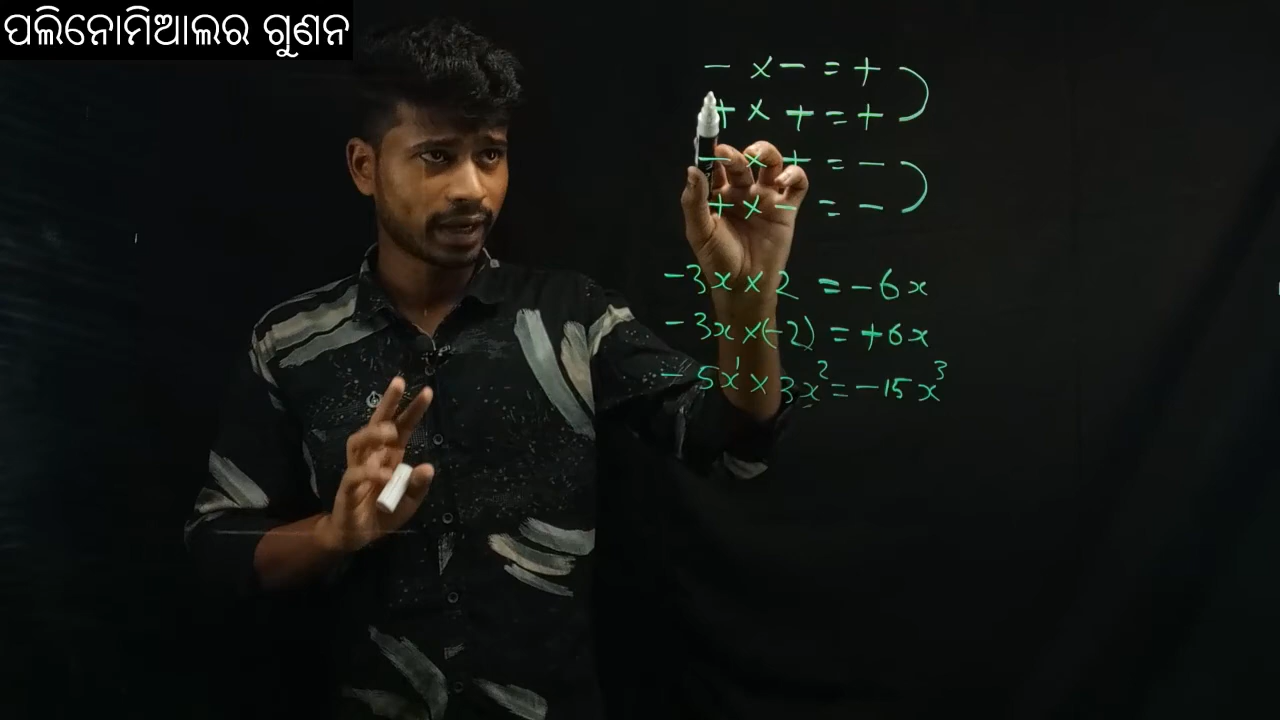 ପଲିନୋମିଆଲର ଗୁଣନ
- × - = +
+ × + = +
- × + = -
+ × - = -
-3x × 2 = -6x
-3x × (-2) = +6x
-5x¹ × 3x² = -15x³